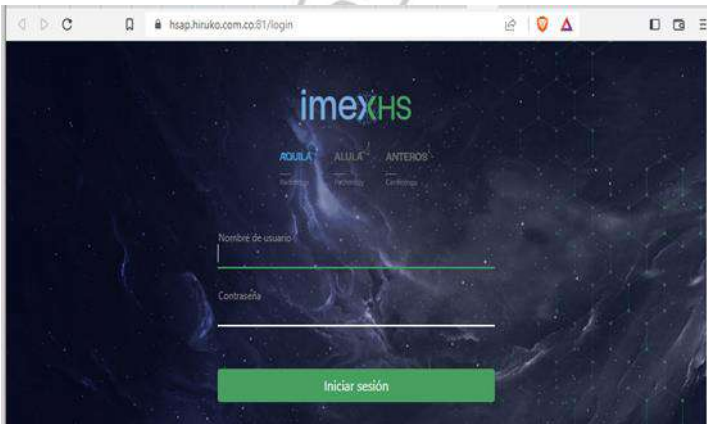 hsap.hiruko.com.co:81/login
imexHS
AQUILA ALULA ANTEROS
Nombre de usuario
Contraseña
Iniciar sesión